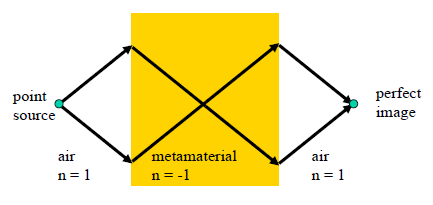 point
source
perfect
image
air
n = 1
metamaterial
n = -1
air
n = 1